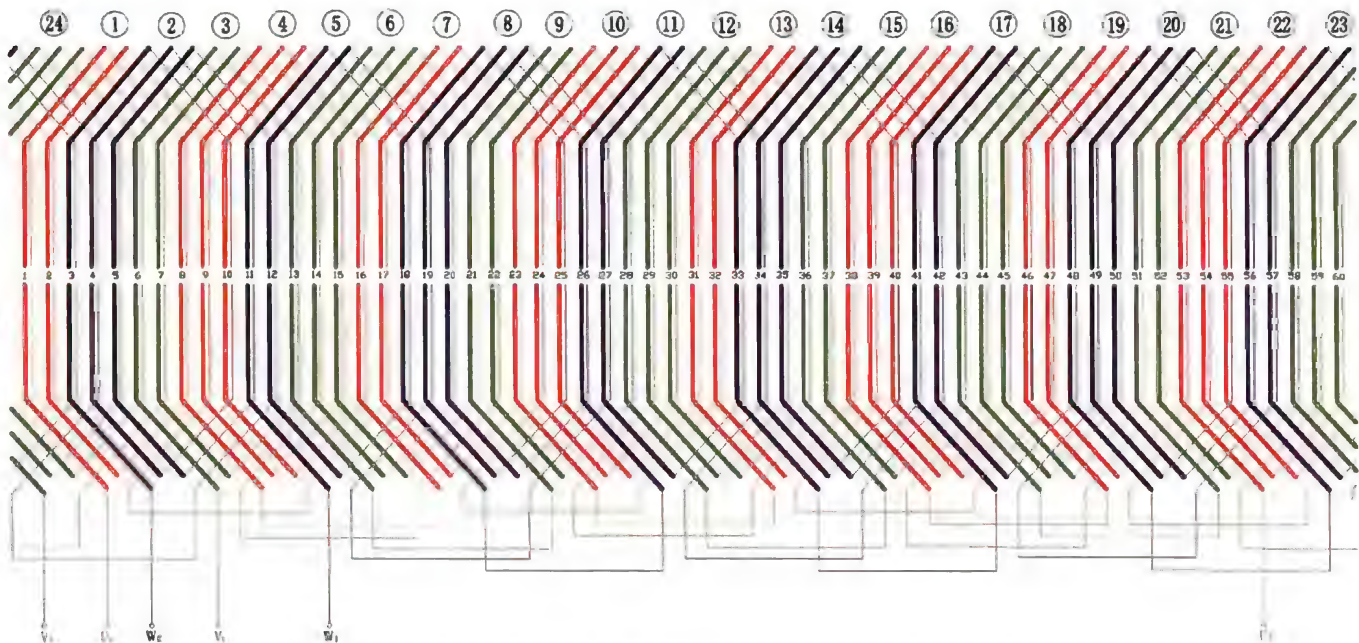 ㉔ ① ② ③ ④ ⑤ ⑥ ⑦ ⑧ ⑨ ⑩ ⑪ ⑫ ⑬ ⑭ ⑮ ⑯ ⑰ ⑱ ⑲ ⑳ ㉑ ㉒ ㉓
1 2 3 4 5 6 7 8 9 10 11 12 13 14 15 16 17 18 19 20 21 22 23 24 25 26 27 28 29 30 31 32 33 34 35 36 37 38 39 40 41 42 43 44 45 46 47 48 49 50 51 52 53 54 55 56 57 58 59 60
W₂ V₁ W₁